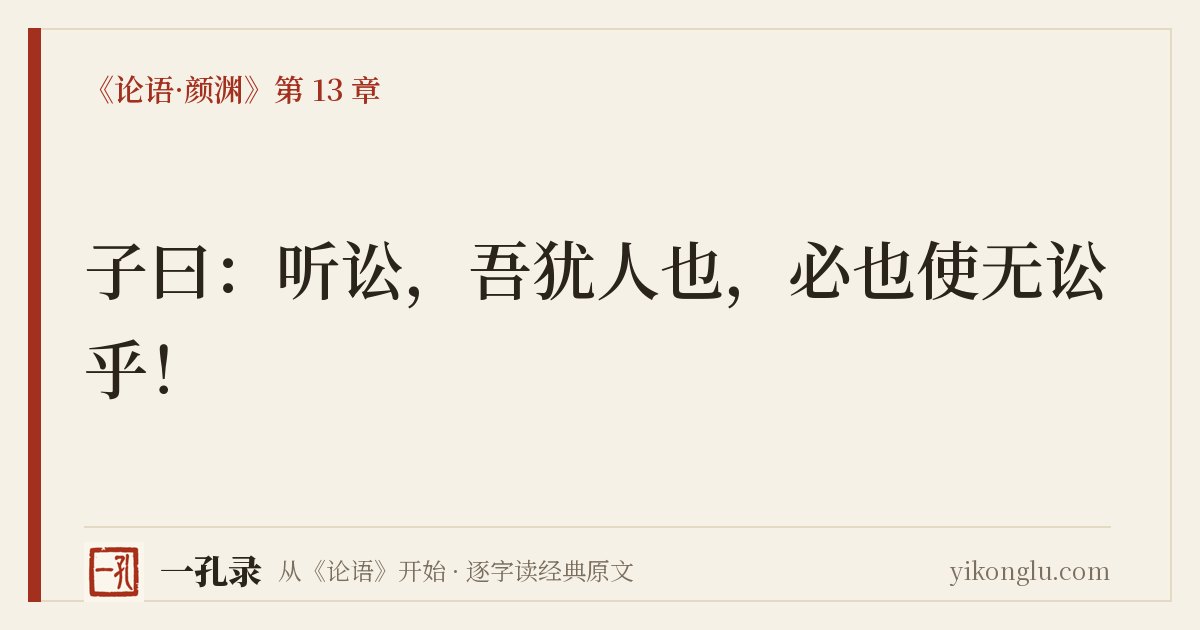 《论语·颜渊》第 13 章
子曰：听讼，吾犹人也，必也使无讼
乎！
一孔
一孔录 从《论语》开始 · 逐字读经典原文 yikonglu.com